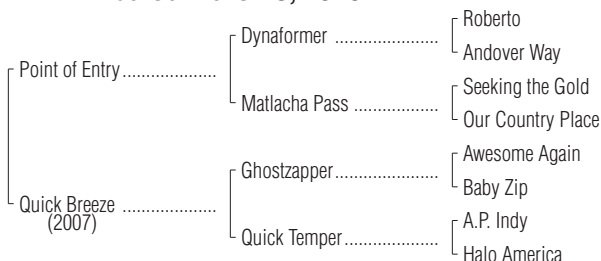 Roberto
Dynaformer
Andover Way
Point of Entry
Seeking the Gold
Matlacha Pass
Our Country Place
Awesome Again
Ghostzapper
Baby Zip
Quick Breeze
(2007)
A.P. Indy
Quick Temper
Halo America